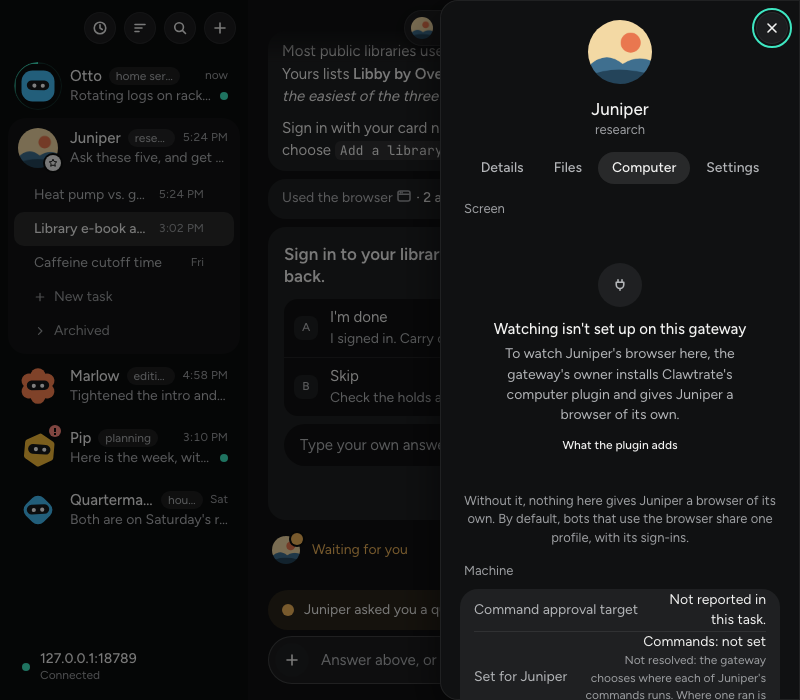 Otto home ser... now
Rotating logs on rack...
Juniper rese... 5:24 PM
Ask these five, and get ...
Heat pump vs. g... 5:24 PM
Library e-book a... 3:02 PM
Caffeine cutoff time Fri
+ New task
> Archived
Marlow editi... 4:58 PM
Tightened the intro and...
Pip planning 3:10 PM
Here is the week, wit...
Quarterma... hou... Sat
Both are on Saturday's r...
127.0.0.1:18789
Connected
Most public libraries use
Yours lists Libby by Ove
the easiest of the three
Sign in with your card n
choose Add a library
Used the browser · 2 a
Sign in to your librar
back.
A I'm done
I signed in. Carry o
B Skip
Check the holds a
Type your own answe
Waiting for you
Juniper asked you a q
Answer above, or
Juniper
research
Details Files Computer Settings
Screen
Watching isn't set up on this gateway
To watch Juniper's browser here, the
gateway's owner installs Clawtrate's
computer plugin and gives Juniper a
browser of its own.
What the plugin adds
Without it, nothing here gives Juniper a browser of its
own. By default, bots that use the browser share one
profile, with its sign-ins.
Machine
Command approval target Not reported in
this task.
Commands: not set
Set for Juniper Not resolved: the gateway
chooses where each of Juniper's
commands runs. Where one ran is